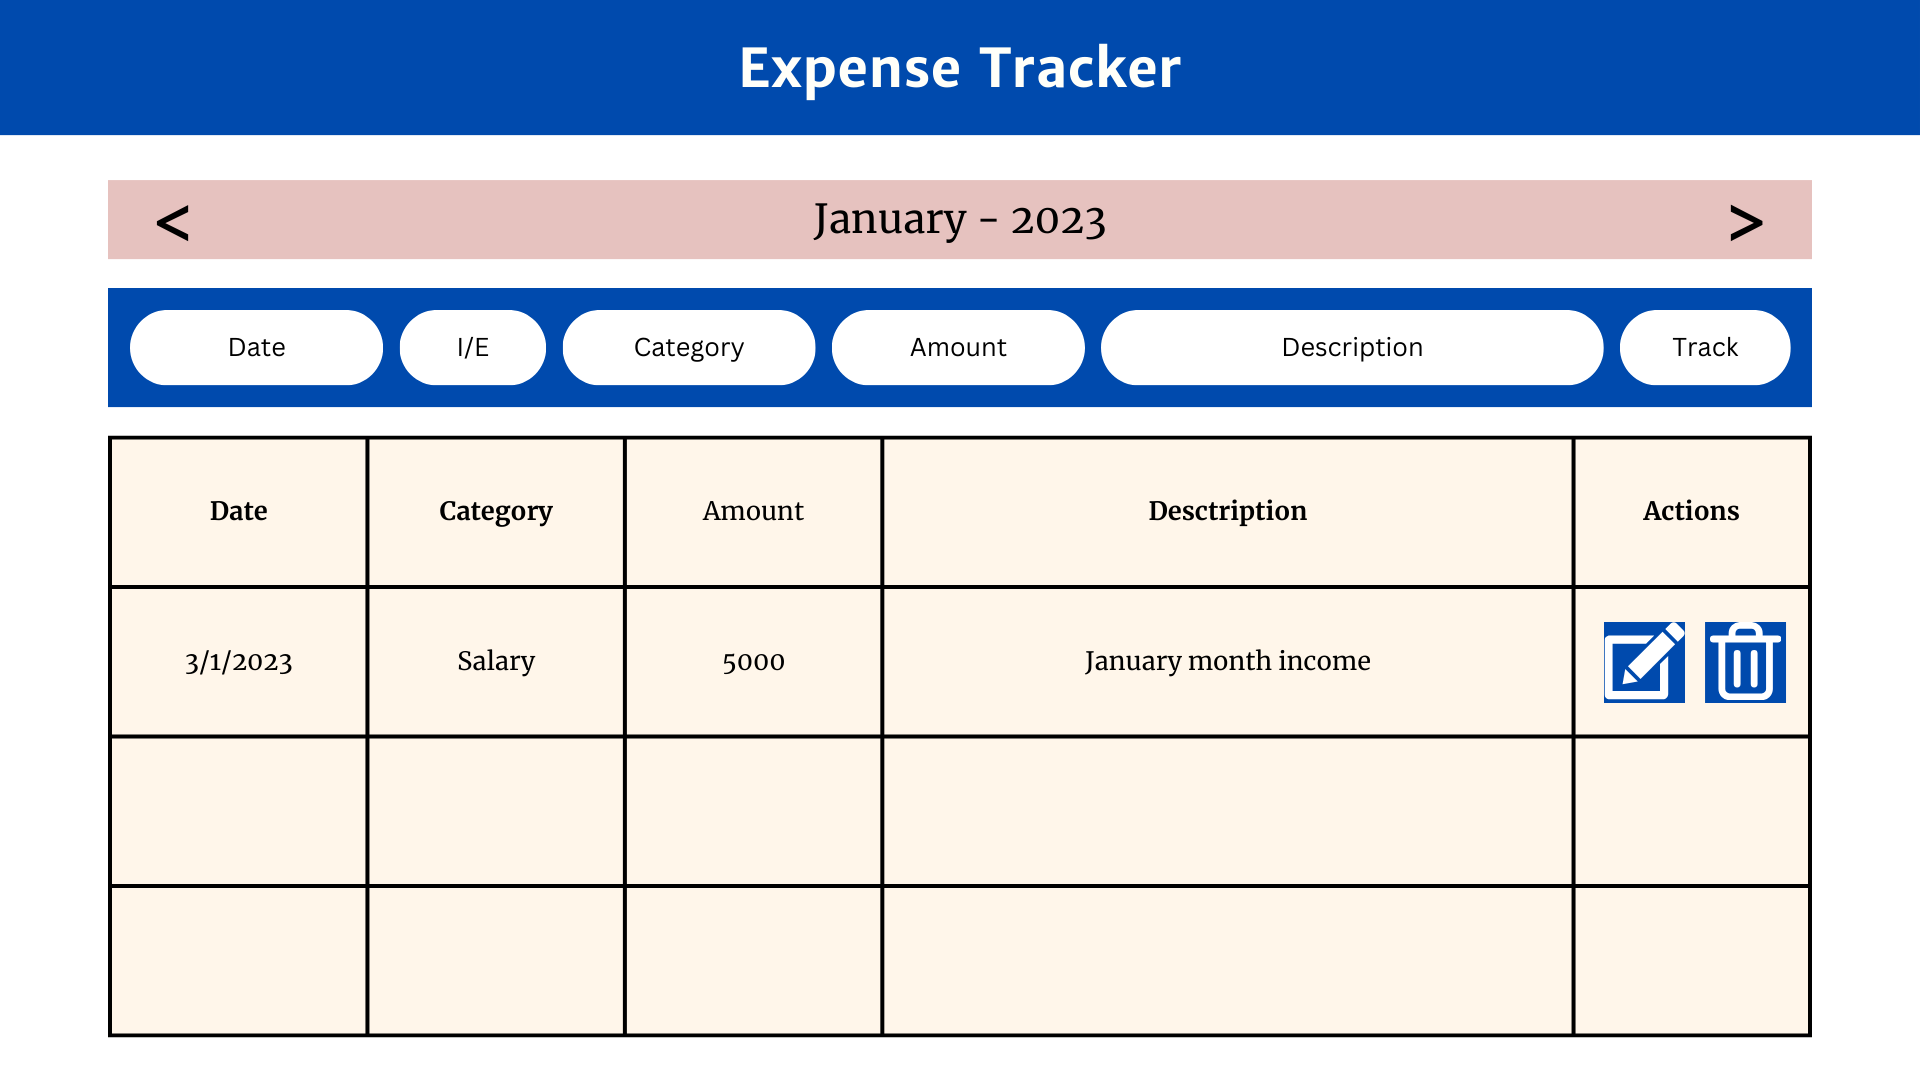 Expense Tracker
< January - 2023 >
Date I/E Category Amount Description Track
Date Category Amount Desctription Actions
3/1/2023 Salary 5000 January month income